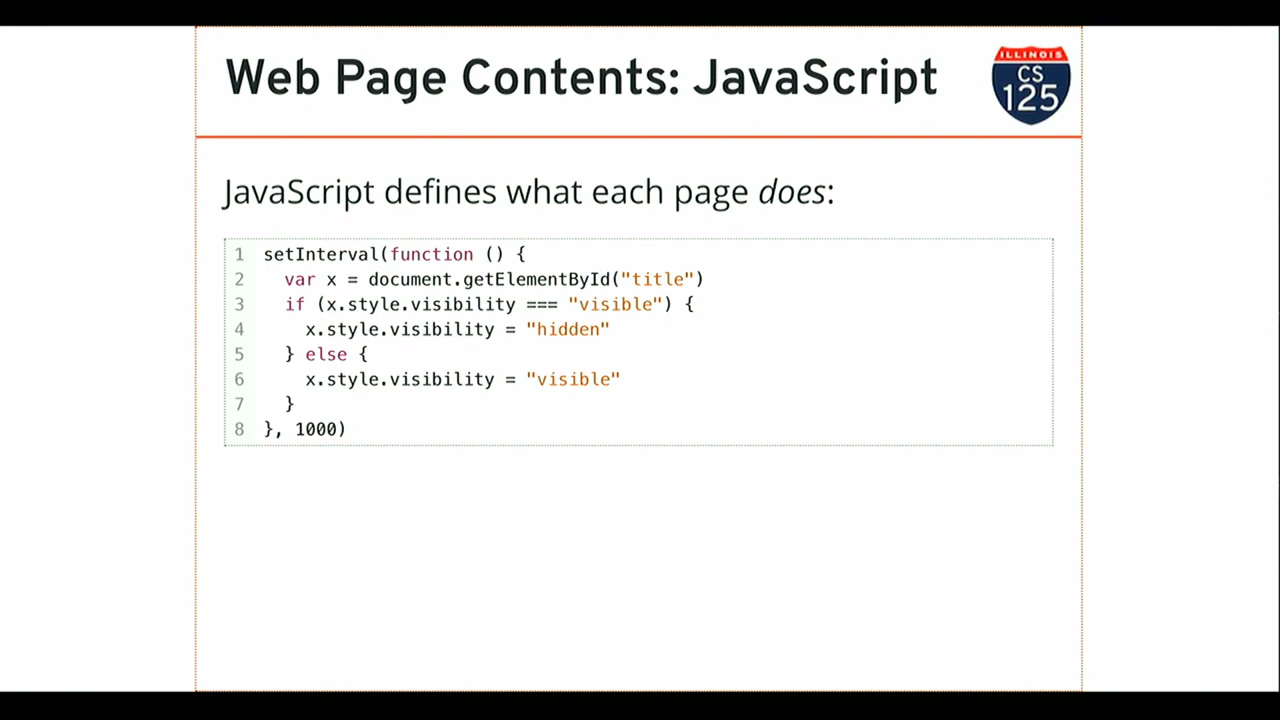 Web Page Contents: JavaScript
ILLINOIS
CS
125
JavaScript defines what each page does:
1 setInterval(function () {
2   var x = document.getElementById("title")
3   if (x.style.visibility === "visible") {
4     x.style.visibility = "hidden"
5   } else {
6     x.style.visibility = "visible"
7   }
8 }, 1000)